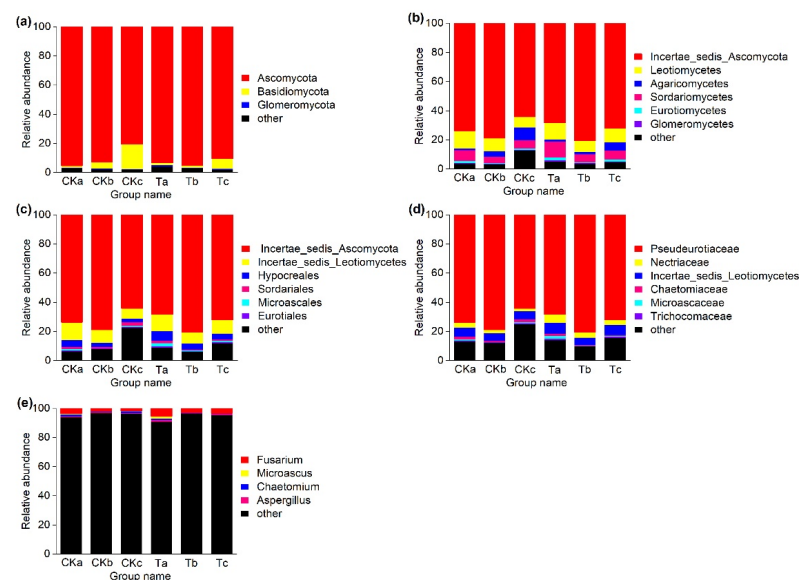 (a)
100
80
60
40
20
0
Relative abundance
CKa CKb CKc Ta Tb Tc
Group name
Ascomycota
Basidiomycota
Glomeromycota
other
(b)
100
80
60
40
20
0
Relative abundance
CKa CKb CKc Ta Tb Tc
Group name
Incertae_sedis_Ascomycota
Leotiomycetes
Agaricomycetes
Sordariomycetes
Eurotiomycetes
Glomeromycetes
other
(c)
100
80
60
40
20
0
Relative abundance
CKa CKb CKc Ta Tb Tc
Group name
Incertae_sedis_Ascomycota
Incertae_sedis_Leotiomycetes
Hypocreales
Sordariales
Microascales
Eurotiales
other
(d)
100
80
60
40
20
0
Relative abundance
CKa CKb CKc Ta Tb Tc
Group name
Pseudeurotiaceae
Nectriaceae
Incertae_sedis_Leotiomycetes
Chaetomiaceae
Microascaceae
Trichocomaceae
other
(e)
100
80
60
40
20
0
Relative abundance
CKa CKb CKc Ta Tb Tc
Group name
Fusarium
Microascus
Chaetomium
Aspergillus
other